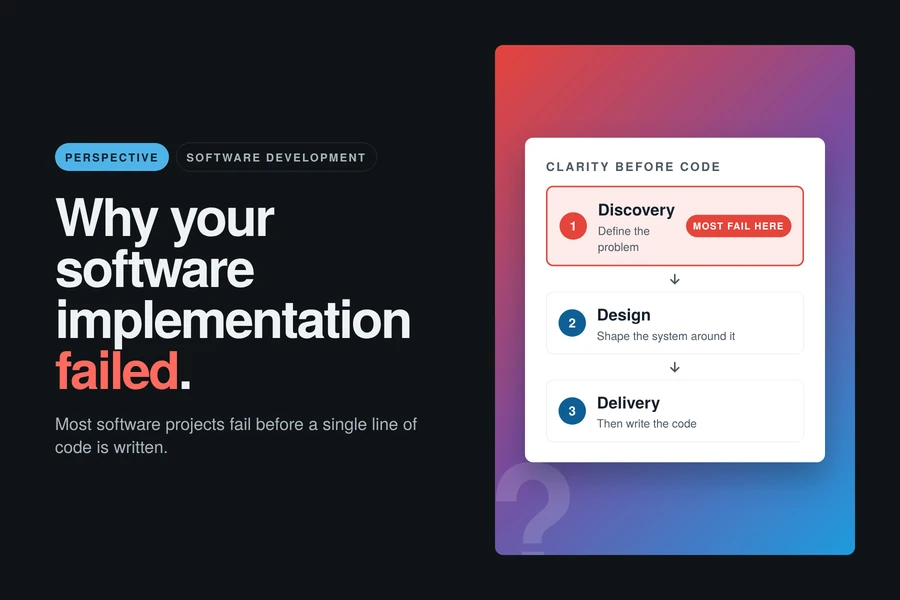 PERSPECTIVE
SOFTWARE DEVELOPMENT
Why your
software
implementation
failed.
Most software projects fail before a single line of
code is written.
CLARITY BEFORE CODE
1
Discovery
Define the
problem
MOST FAIL HERE
↓
2
Design
Shape the system around it
↓
3
Delivery
Then write the code
?